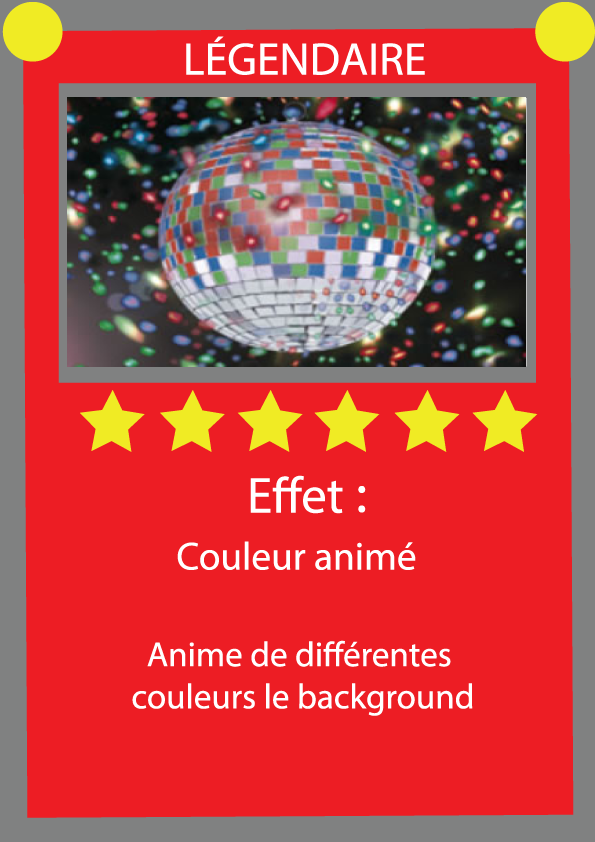 LÉGENDAIRE
Effet :
Couleur animé
Anime de différentes
couleurs le background